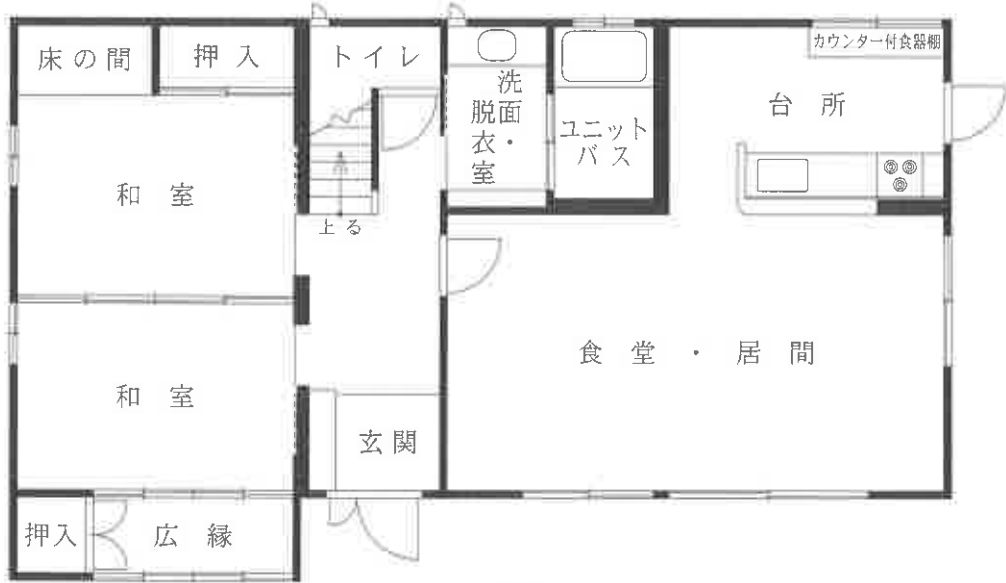 床の間
押入
トイレ
洗面・
脱衣室
ユニット
バス
カウンター付食器棚
台所
和室
上る
食堂・居間
和室
玄関
押入
広縁